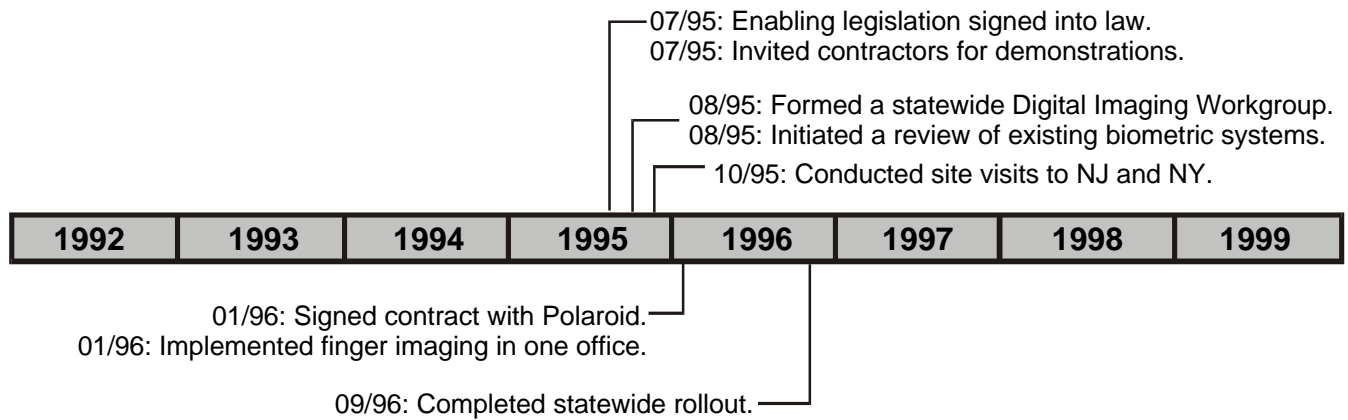 07/95: Enabling legislation signed into law.
07/95: Invited contractors for demonstrations.
08/95: Formed a statewide Digital Imaging Workgroup.
08/95: Initiated a review of existing biometric systems.
10/95: Conducted site visits to NJ and NY.
1992 1993 1994 1995 1996 1997 1998 1999
01/96: Signed contract with Polaroid.
01/96: Implemented finger imaging in one office.
09/96: Completed statewide rollout.